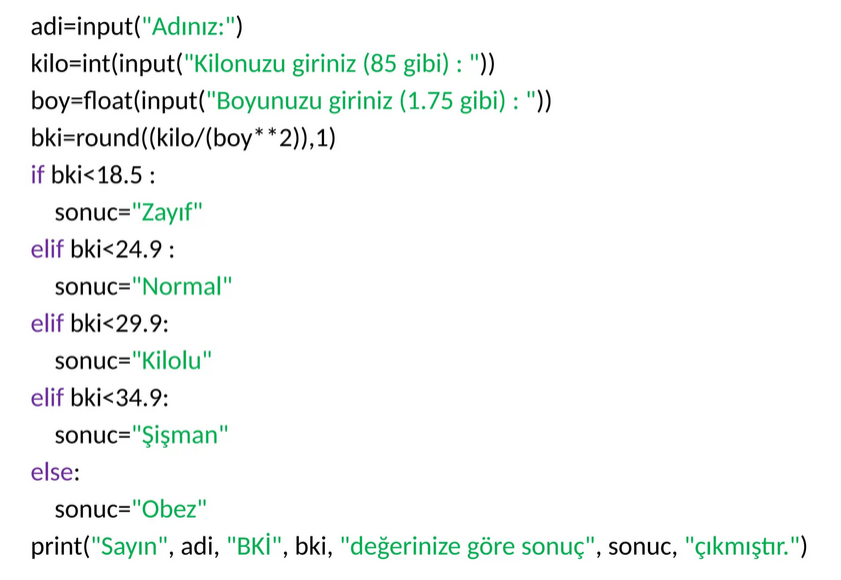 adi=input("Adınız:")
kilo=int(input("Kilonuzu giriniz (85 gibi) : "))
boy=float(input("Boyunuzu giriniz (1.75 gibi) : "))
bki=round((kilo/(boy**2)),1)
if bki<18.5 :
    sonuc="Zayıf"
elif bki<24.9 :
    sonuc="Normal"
elif bki<29.9:
    sonuc="Kilolu"
elif bki<34.9:
    sonuc="Şişman"
else:
    sonuc="Obez"
print("Sayın", adi, "BKİ", bki, "değerinize göre sonuç", sonuc, "çıkmıştır.")